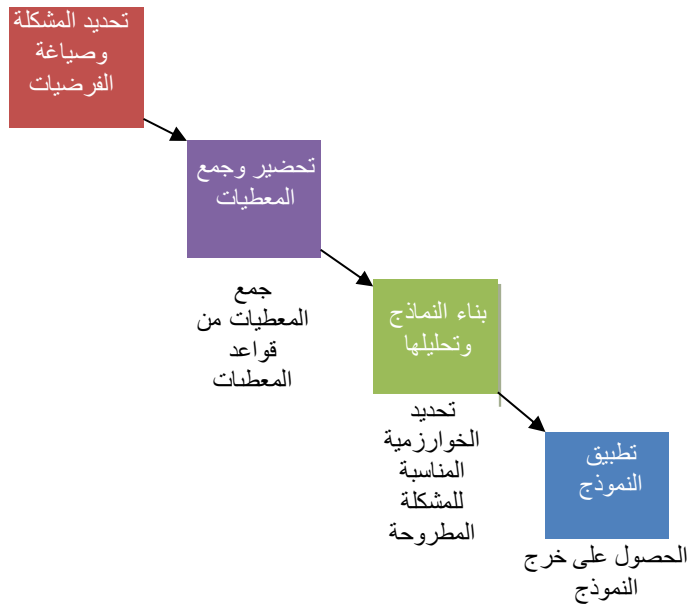 تحديد المشكلة
وصياغة
الفرضيات
تحضير وجمع
المعطيات
جمع
المعطيات من
قواعد
المعطيات
بناء النماذج
وتحليلها
تحديد
الخوارزمية
المناسبة
للمشكلة
المطروحة
تطبيق
النموذج
الحصول على خرج
النموذج